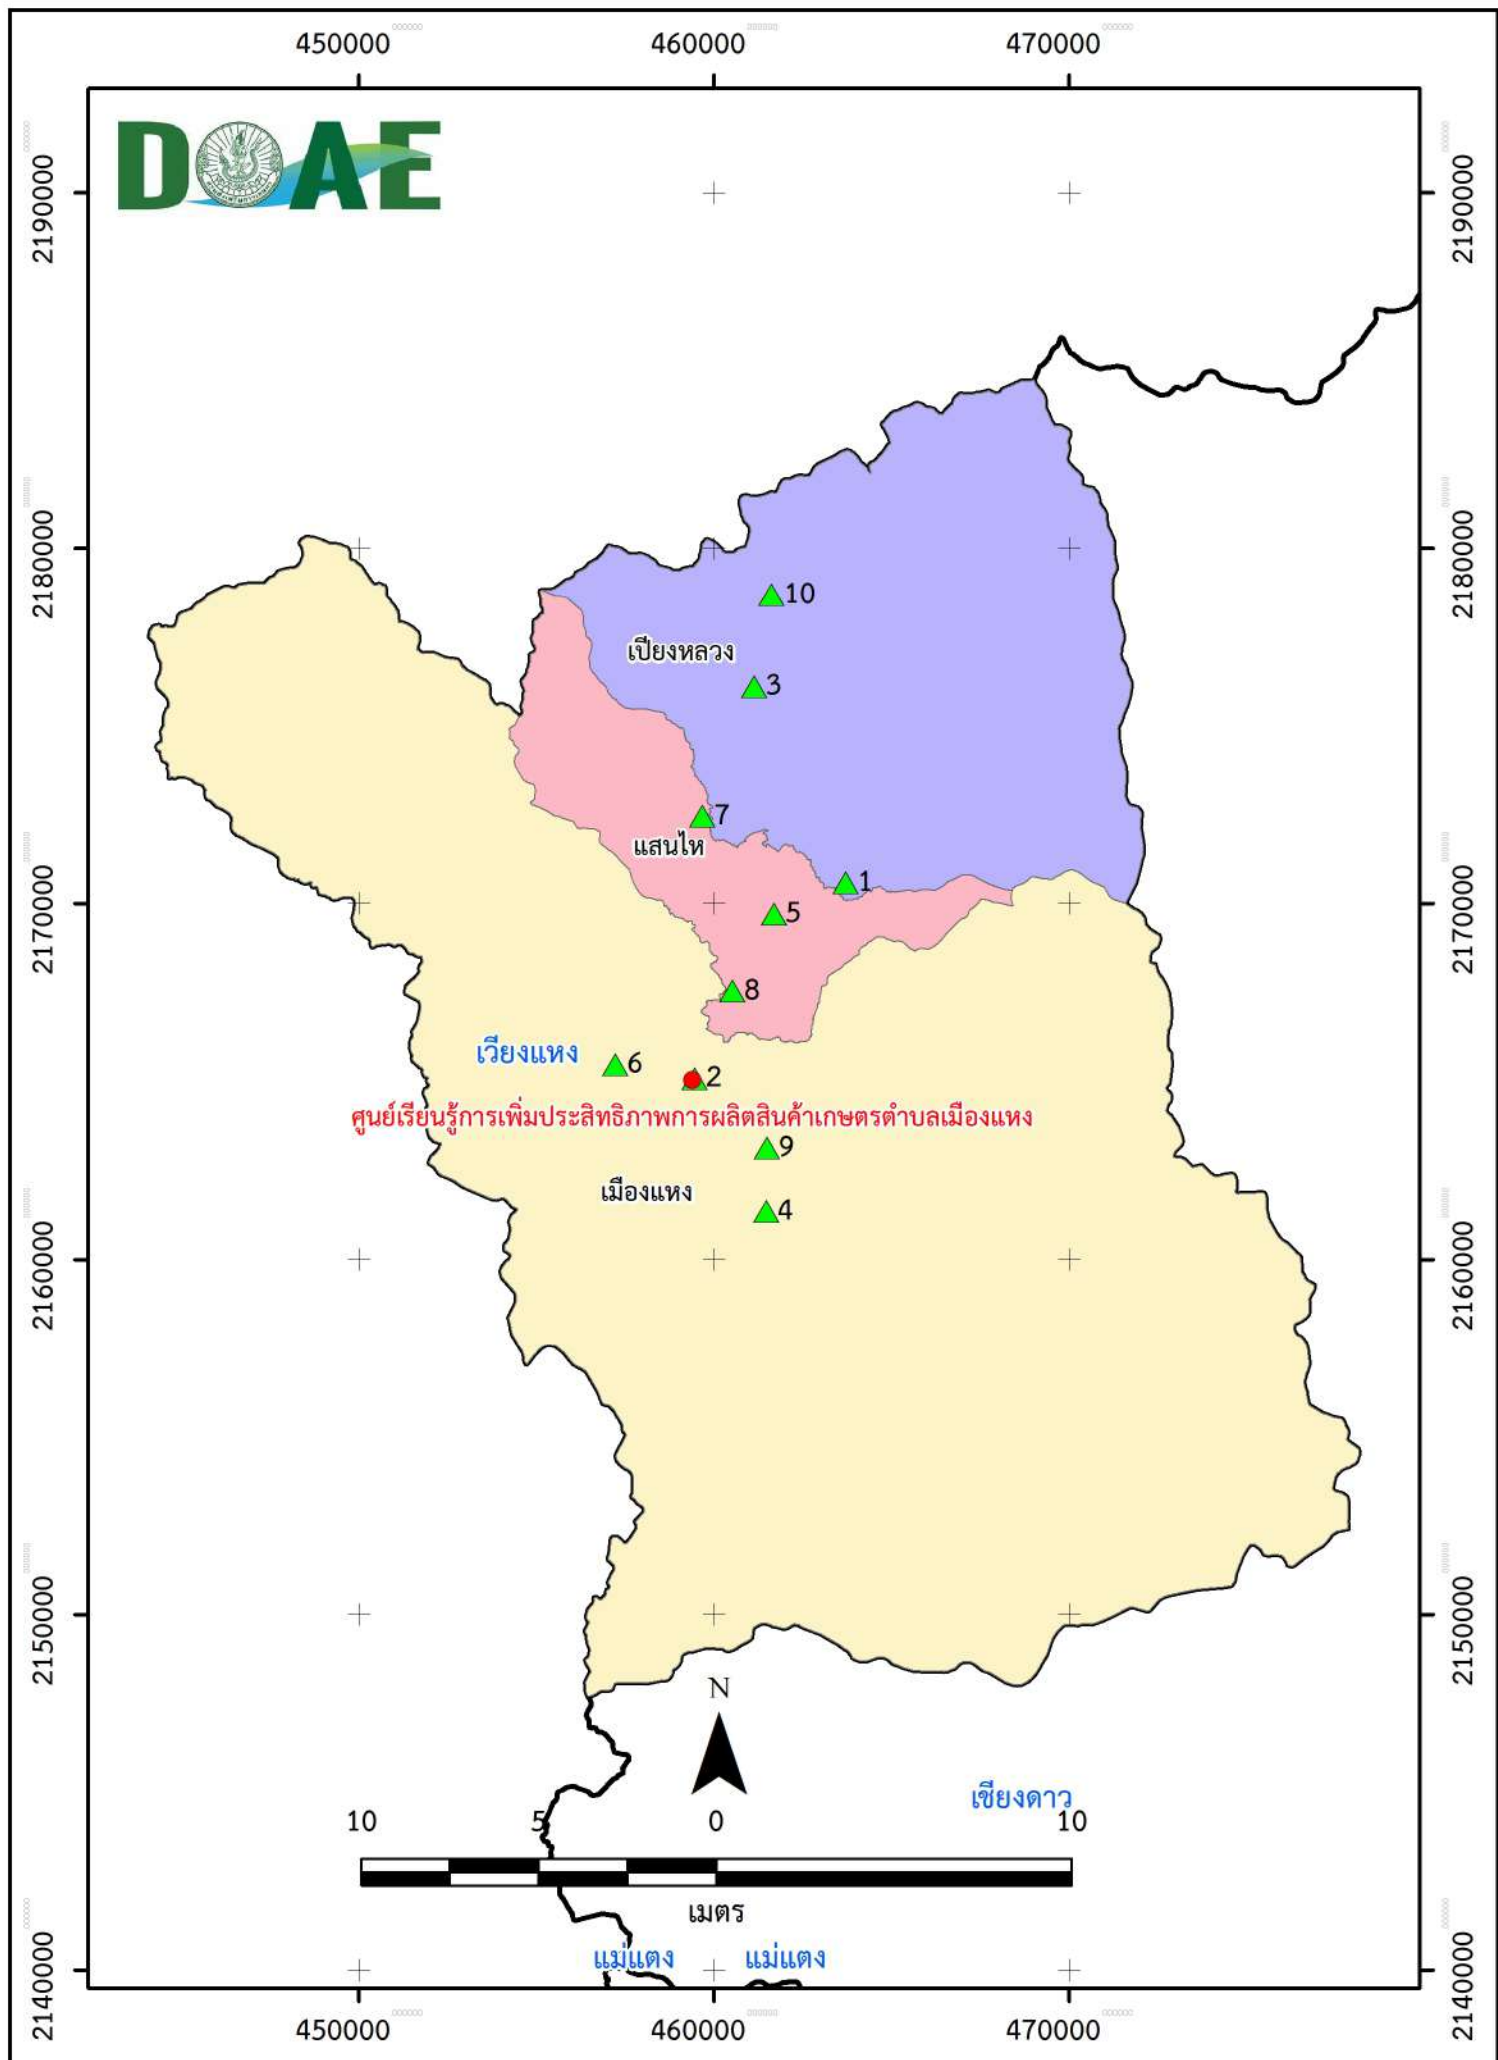 450000 460000 470000
DOAE
2190000 2190000
2180000 2180000
10
เปียงหลวง
3
7
แสนไห
1
5
2170000 2170000
8
เวียงแหง
6
2
ศูนย์เรียนรู้การเพิ่มประสิทธิภาพการผลิตสินค้าเกษตรตำบลเมืองแหง
9
เมืองแหง
4
2160000 2160000
2150000 2150000
N
เชียงดาว
10 5 0 10
เมตร
แม่แตง แม่แตง
2140000 2140000
450000 460000 470000